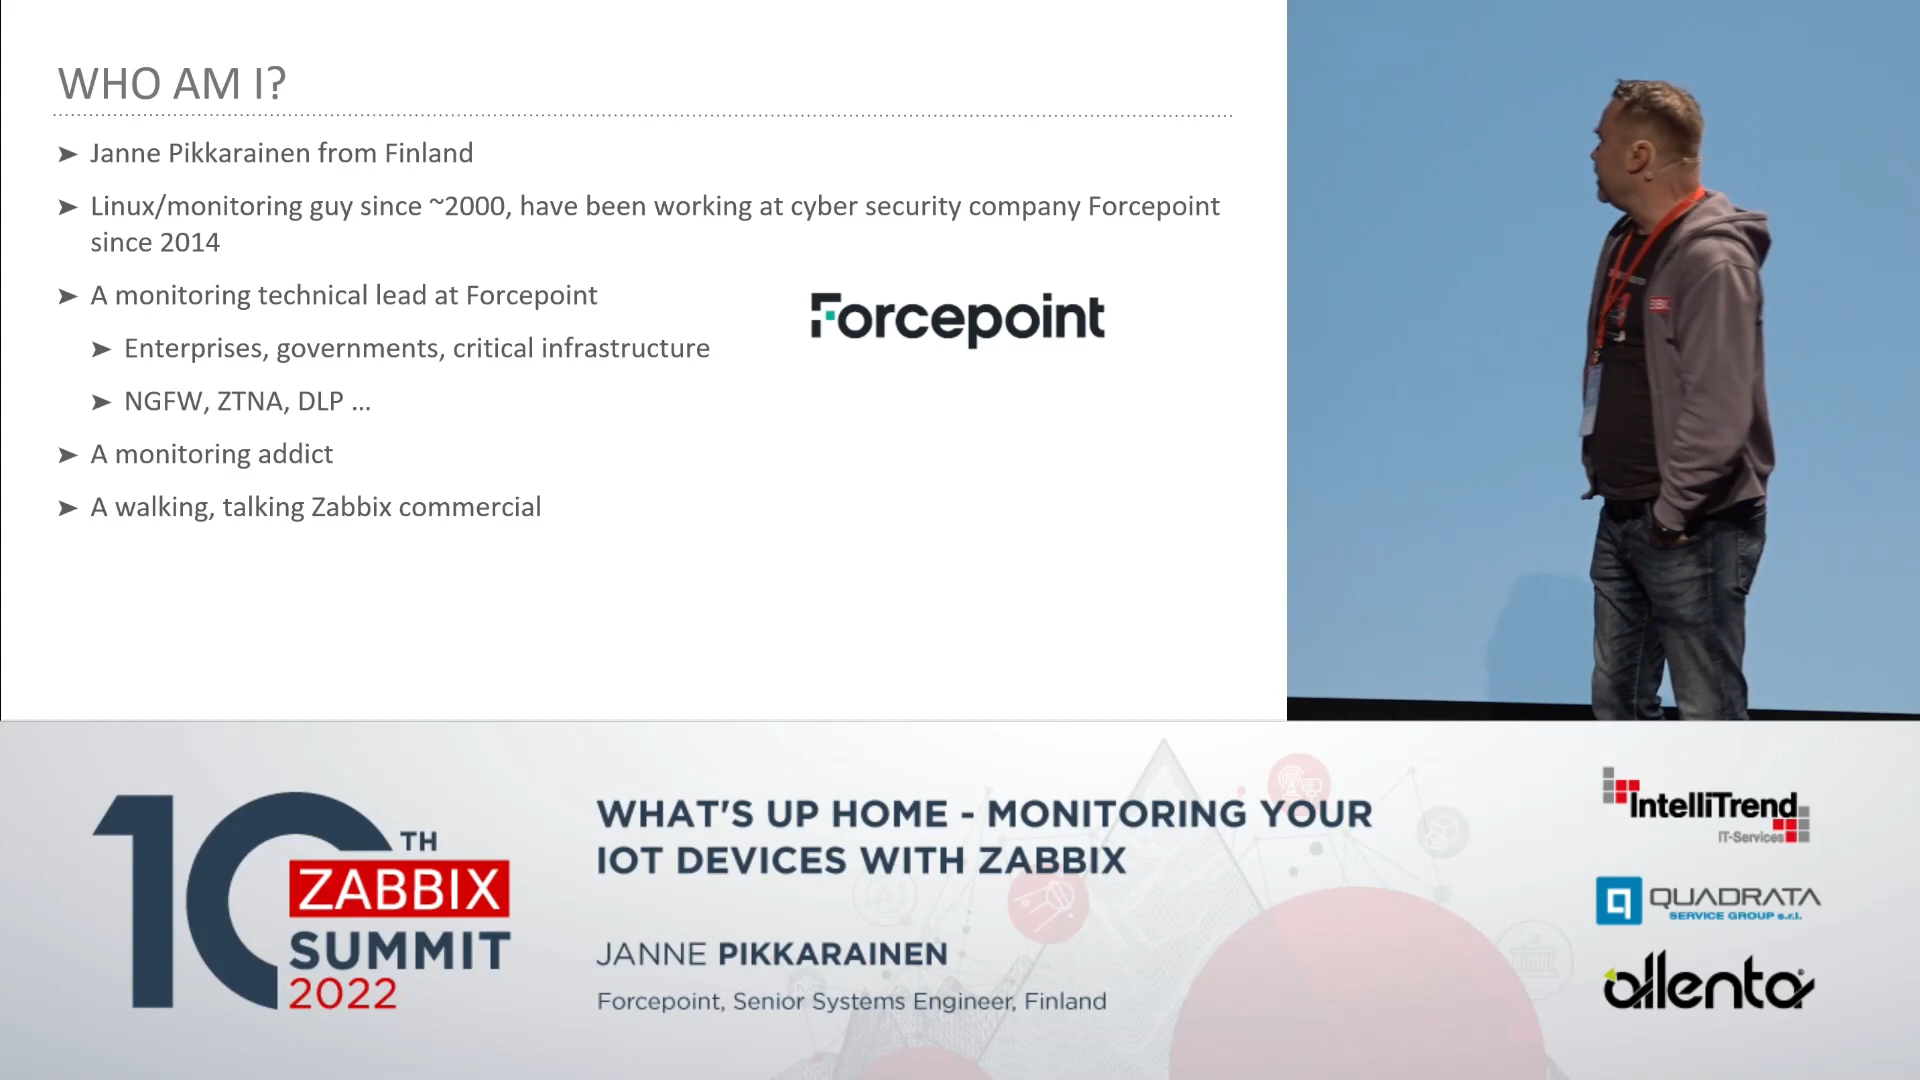 WHO AM I?
➤ Janne Pikkarainen from Finland
➤ Linux/monitoring guy since ~2000, have been working at cyber security company Forcepoint
since 2014
➤ A monitoring technical lead at Forcepoint
➤ Enterprises, governments, critical infrastructure
➤ NGFW, ZTNA, DLP ...
➤ A monitoring addict
➤ A walking, talking Zabbix commercial
Forcepoint
10TH
ZABBIX
SUMMIT
2022
WHAT'S UP HOME - MONITORING YOUR
IOT DEVICES WITH ZABBIX
JANNE PIKKARAINEN
Forcepoint, Senior Systems Engineer, Finland
IntelliTrend
IT-Services
QUADRATA
SERVICE GROUP s.r.l.
allenta